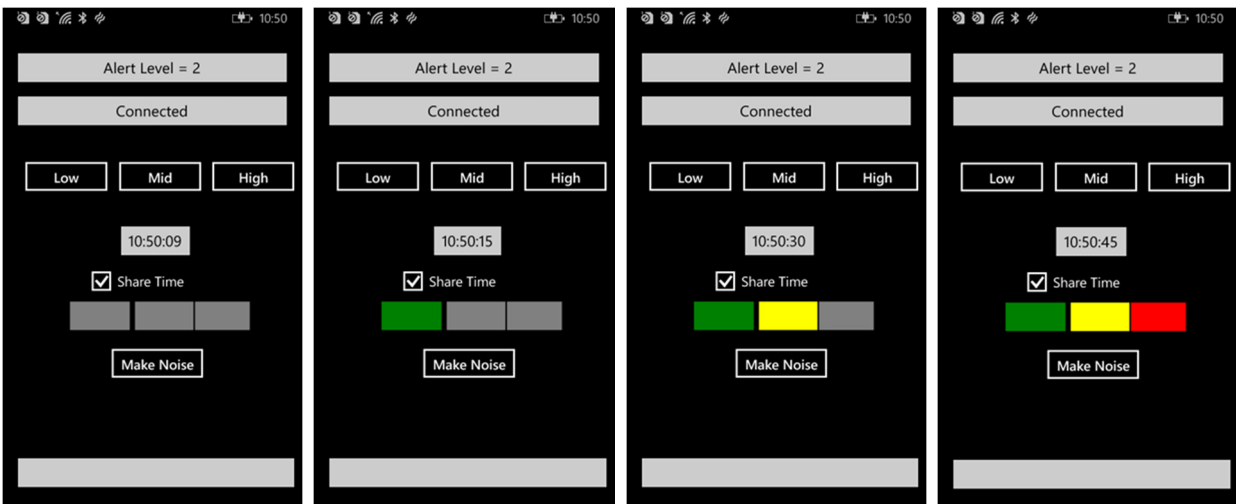 10:50
Alert Level = 2
Connected
Low Mid High
10:50:09
Share Time
Make Noise
10:50
Alert Level = 2
Connected
Low Mid High
10:50:15
Share Time
Make Noise
10:50
Alert Level = 2
Connected
Low Mid High
10:50:30
Share Time
Make Noise
10:50
Alert Level = 2
Connected
Low Mid High
10:50:45
Share Time
Make Noise